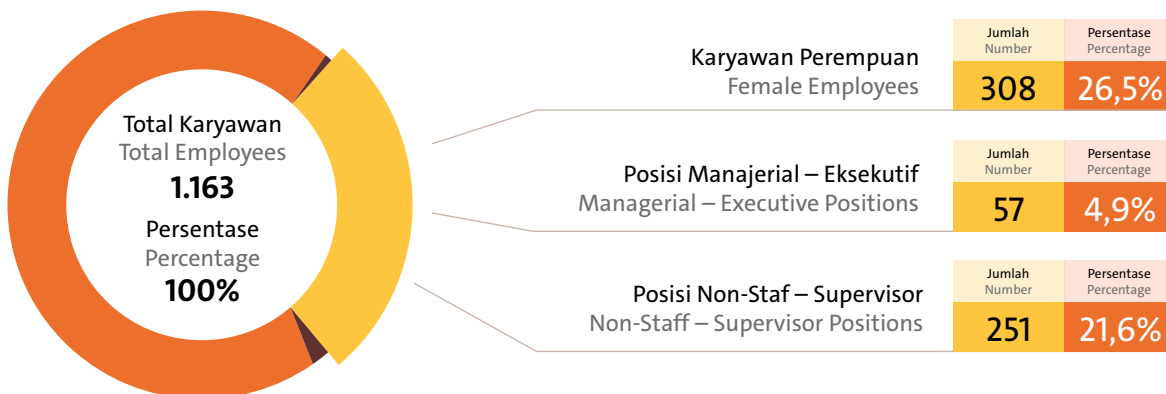 Total Karyawan
Total Employees
1.163
Persentase
Percentage
100%
Karyawan Perempuan
Female Employees
Jumlah
Number
308
Persentase
Percentage
26,5%
Posisi Manajerial – Eksekutif
Managerial – Executive Positions
Jumlah
Number
57
Persentase
Percentage
4,9%
Posisi Non-Staf – Supervisor
Non-Staff – Supervisor Positions
Jumlah
Number
251
Persentase
Percentage
21,6%